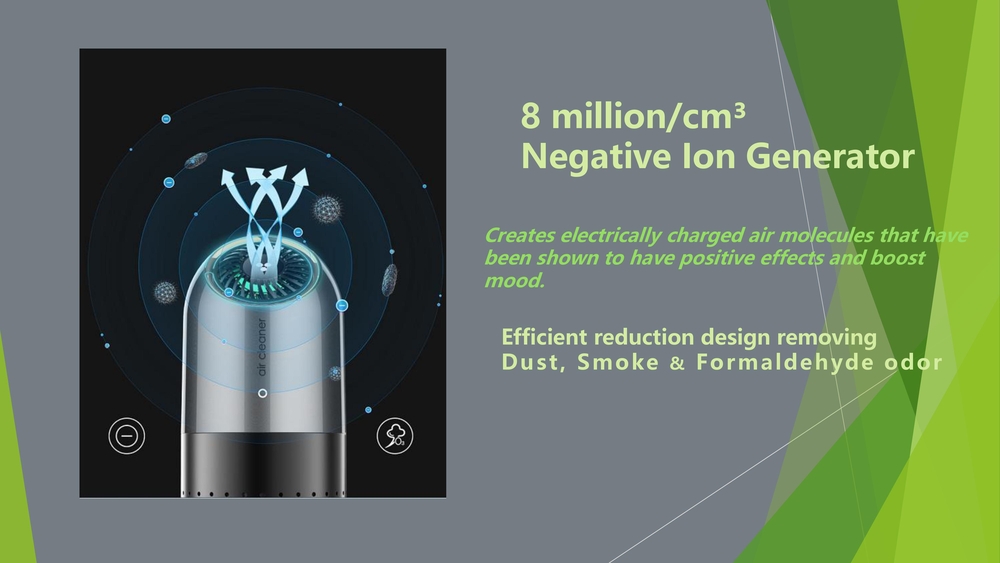 8 million/cm³
Negative Ion Generator
Creates electrically charged air molecules that have
been shown to have positive effects and boost
mood.
Efficient reduction design removing
Dust, Smoke & Formaldehyde odor
air cleaner
O₃